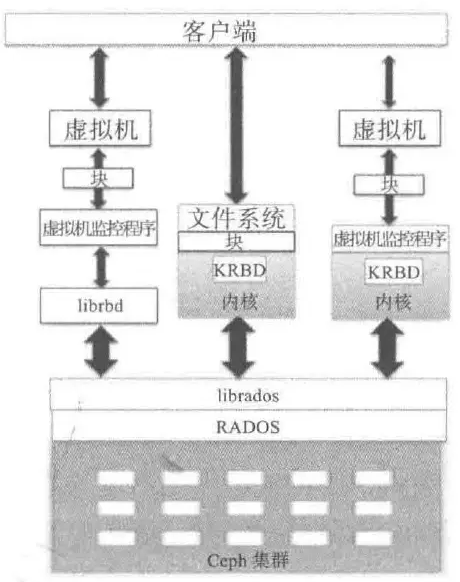 客户端
虚拟机
虚拟机
块
块
文件系统
虚拟机监控程序
块
虚拟机监控程序
KRBD
KRBD
librbd
内核
内核
librados
RADOS
Ceph 集群